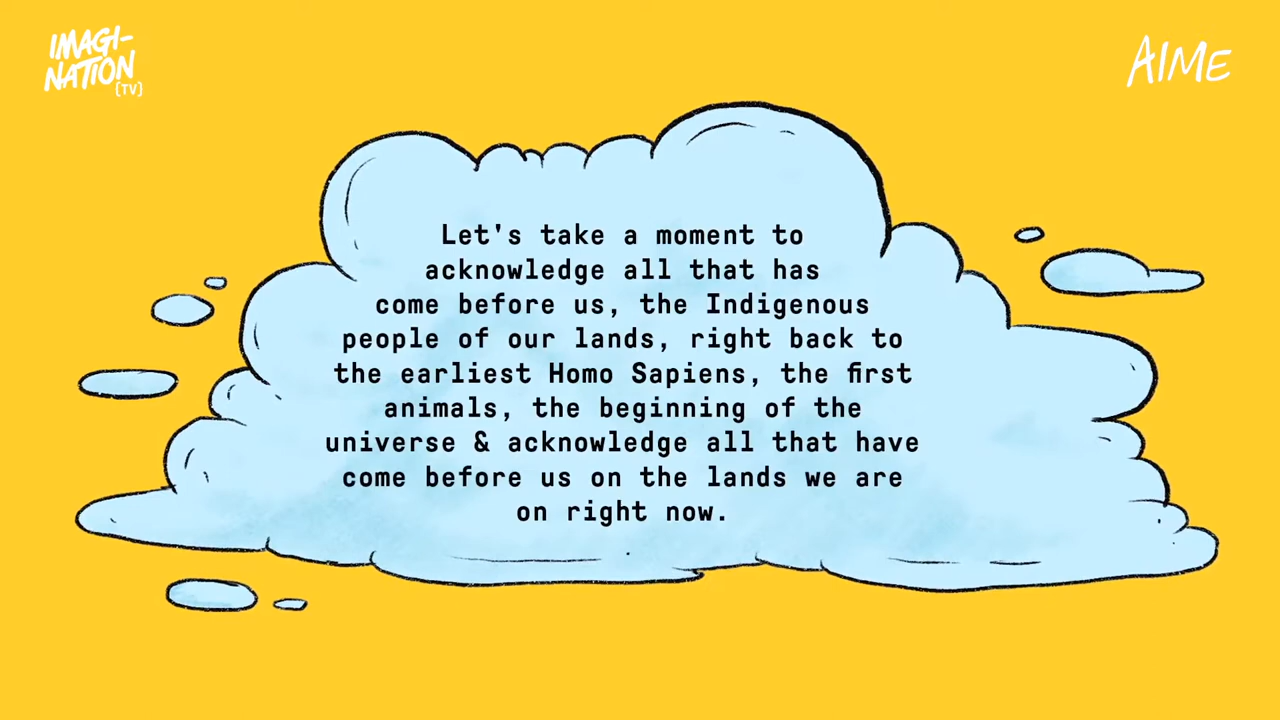 IMAGI-
NATION
[TV]
AIME
Let's take a moment to
acknowledge all that has
come before us, the Indigenous
people of our lands, right back to
the earliest Homo Sapiens, the first
animals, the beginning of the
universe & acknowledge all that have
come before us on the lands we are
on right now.